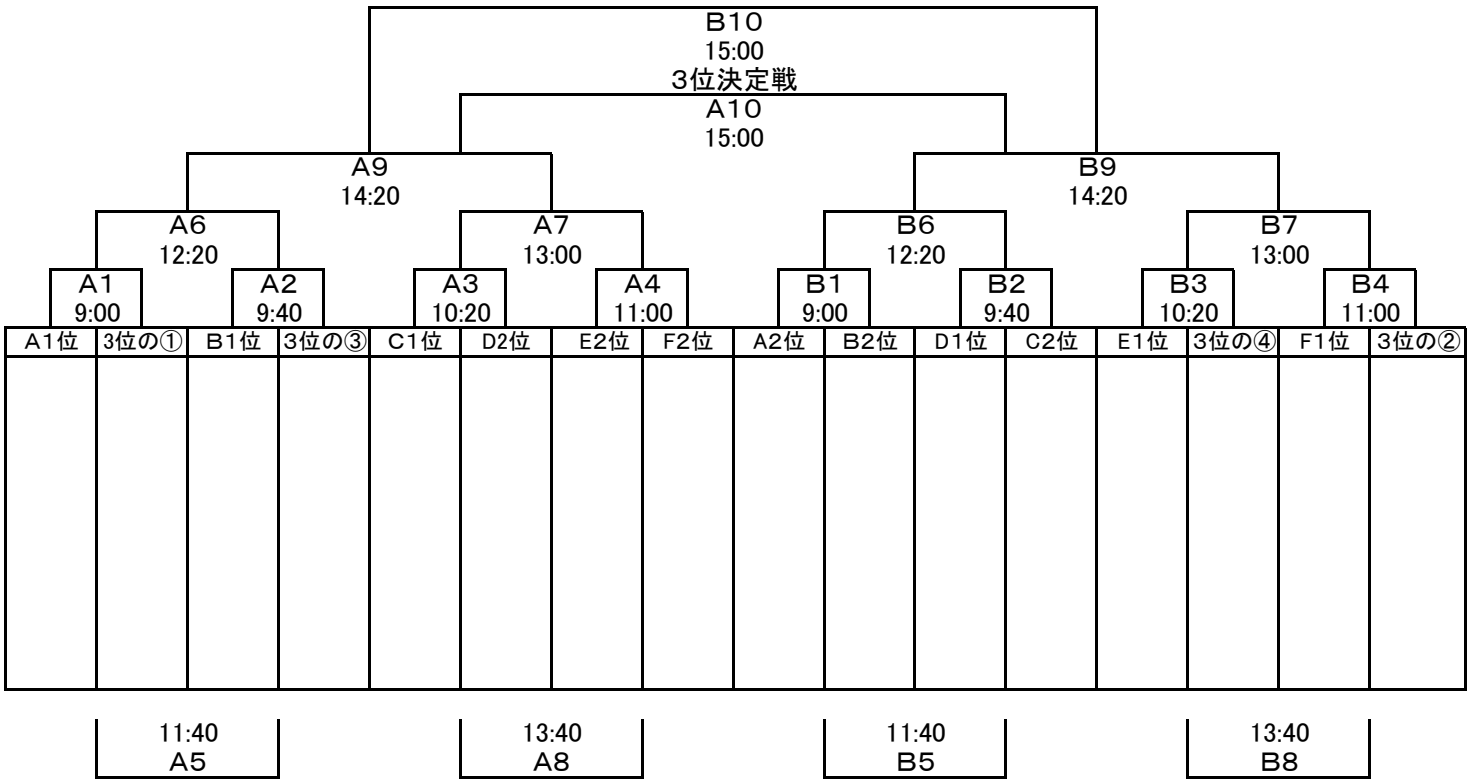 B10
15:00
3位決定戦
A10
15:00
A9 B9
14:20 14:20
A6 A7 B6 B7
12:20 13:00 12:20 13:00
A1 A2 A3 A4 B1 B2 B3 B4
9:00 9:40 10:20 11:00 9:00 9:40 10:20 11:00
A1位 3位の① B1位 3位の③ C1位 D2位 E2位 F2位 A2位 B2位 D1位 C2位 E1位 3位の④ F1位 3位の②
11:40 13:40 11:40 13:40
A5 A8 B5 B8